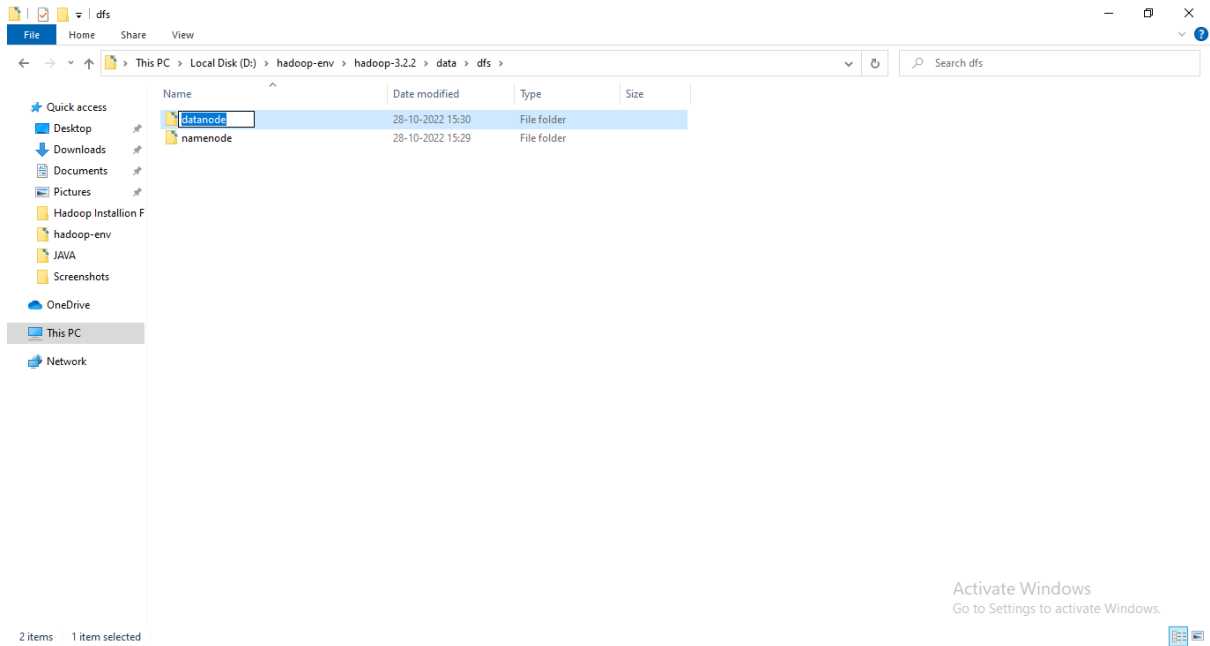 dfs
File Home Share View
This PC > Local Disk (D:) > hadoop-env > hadoop-3.2.2 > data > dfs >
Search dfs
Name Date modified Type Size
Quick access
Desktop
Downloads
Documents
Pictures
Hadoop Installion F
hadoop-env
JAVA
Screenshots
OneDrive
This PC
Network
datanode 28-10-2022 15:30 File folder
namenode 28-10-2022 15:29 File folder
Activate Windows
Go to Settings to activate Windows.
2 items 1 item selected